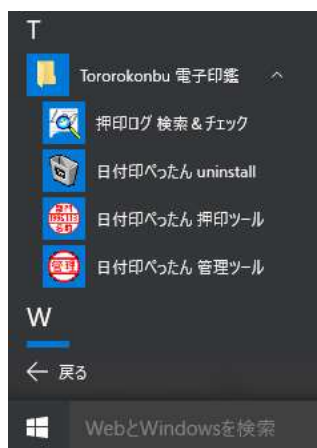 T
Tororokonbu 電子印鑑
押印ログ 検索 & チェック
日付印ぺったん uninstall
日付印ぺったん 押印ツール
管理
日付印ぺったん 管理ツール
W
戻る
WebとWindowsを検索